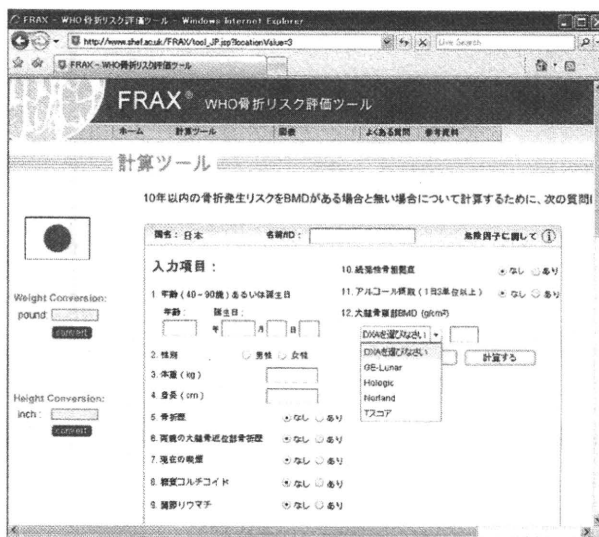 FRAX - WHO 骨折リスク評価ツール - Windows Internet Explorer
http://www.shef.ac.uk/FRAX/tool_JP.jsp?locationValue=3
Live Search
FRAX - WHO骨折リスク評価ツール
FRAX® WHO骨折リスク評価ツール
ホーム 計算ツール 図表 よくある質問 参考資料
計算ツール
10年以内の骨折発生リスクをBMDがある場合と無い場合について計算するために、次の質問に
国名：日本 名前/ID： 危険因子に関して
入力項目：
1. 年齢（40－90歳）あるいは誕生日
年齢： 誕生日：
年 月 日
2. 性別 男性 女性
3. 体重（kg）
4. 身長（cm）
5. 骨折歴 なし あり
6. 両親の大腿骨近位部骨折歴 なし あり
7. 現在の喫煙 なし あり
8. 糖質コルチコイド なし あり
9. 関節リウマチ なし あり
10. 続発性骨粗鬆症 なし あり
11. アルコール摂取（1日3単位以上） なし あり
12. 大腿骨頸部BMD（g/cm²）
DXAを選びなさい
DXAを選びなさい
GE-Lunar
Hologic
Norland
Tスコア
計算する
Weight Conversion:
pound:
convert
Height Conversion:
inch :
convert